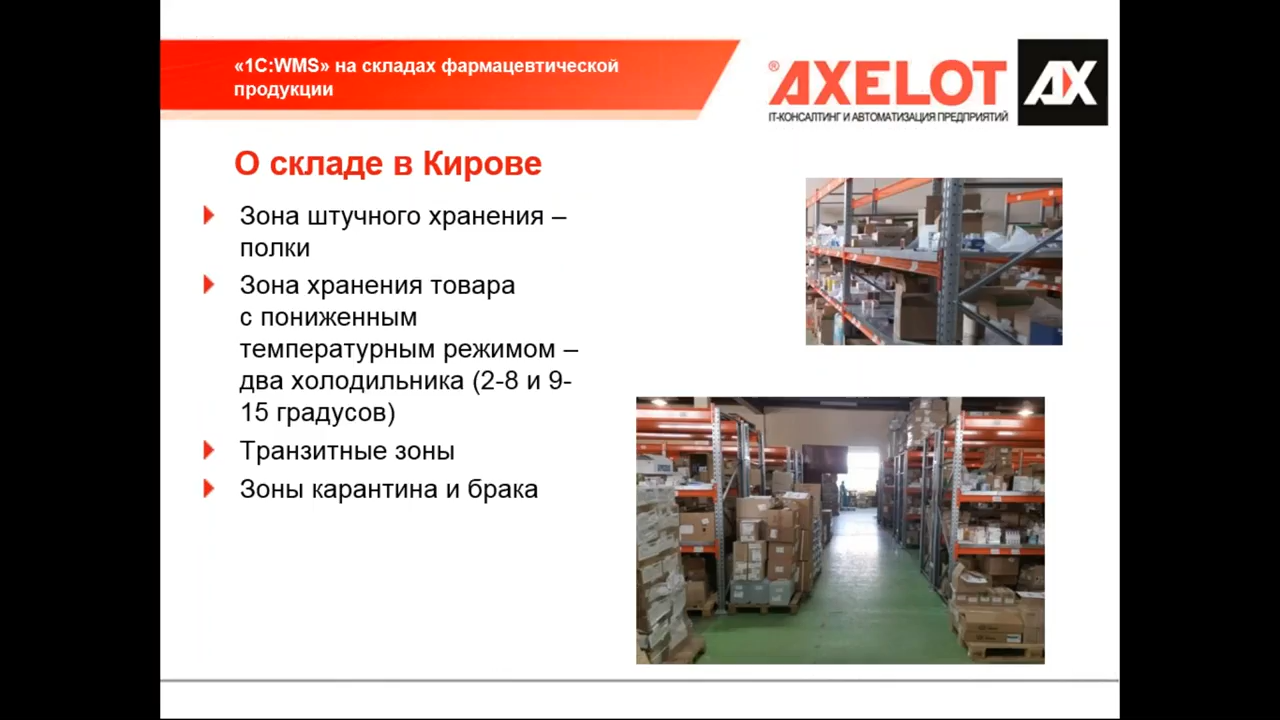 «1С:WMS» на складах фармацевтической
продукции
® AXELOT
IT-КОНСАЛТИНГ И АВТОМАТИЗАЦИЯ ПРЕДПРИЯТИЙ
AX
О складе в Кирове
Зона штучного хранения –
полки
Зона хранения товара
с пониженным
температурным режимом –
два холодильника (2-8 и 9-
15 градусов)
Транзитные зоны
Зоны карантина и брака